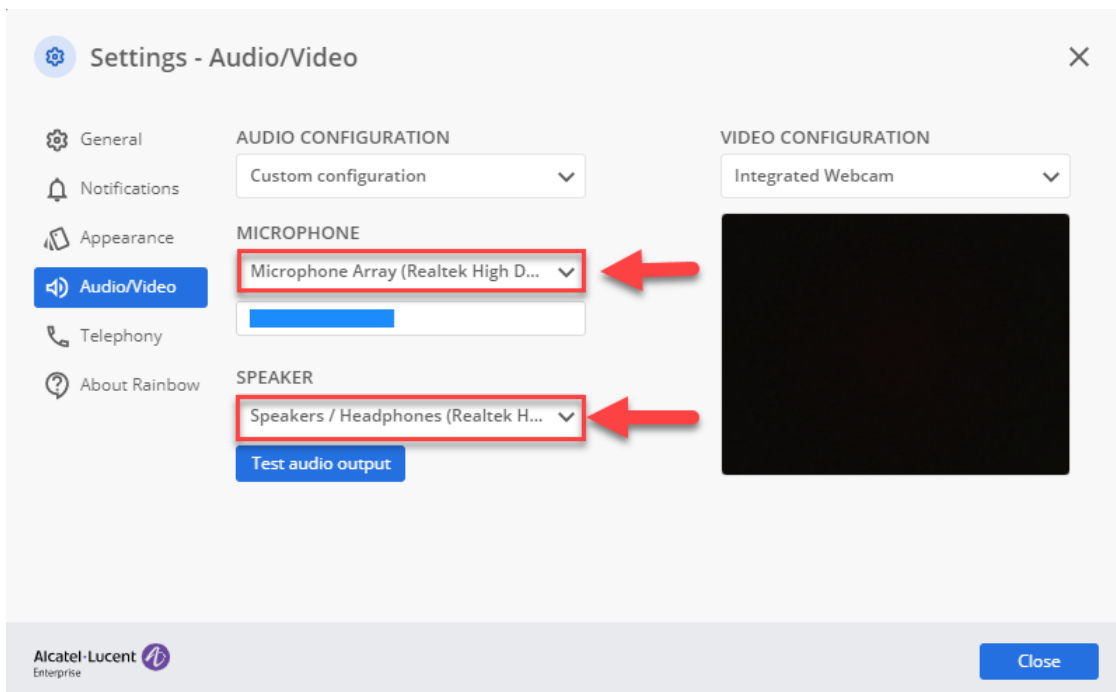 Settings - Audio/Video
General
Notifications
Appearance
Audio/Video
Telephony
About Rainbow
AUDIO CONFIGURATION
Custom configuration
MICROPHONE
Microphone Array (Realtek High D...
SPEAKER
Speakers / Headphones (Realtek H...
Test audio output
VIDEO CONFIGURATION
Integrated Webcam
Alcatel·Lucent
Enterprise
Close